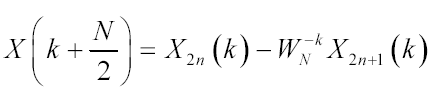 X(k + N/2) = X_{2n}(k) − W_N^{−k} X_{2n+1}(k)